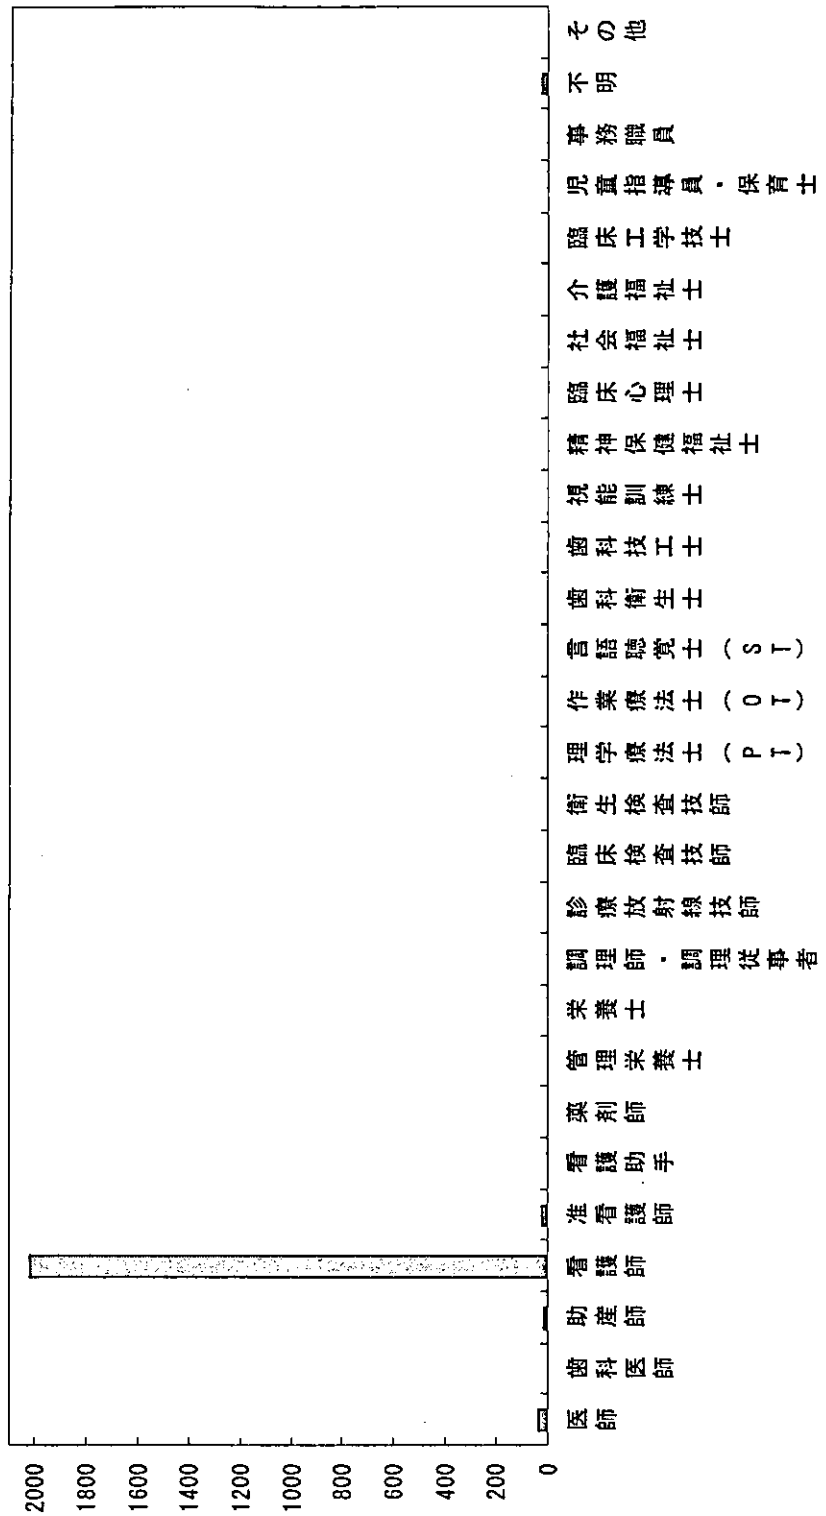 2000
1800
1600
1400
1200
1000
800
600
400
200
0
医師
歯科医師
助産師
看護師
准看護師
看護助手
薬剤師
管理栄養士
栄養士
調理師・調理従事者
診療放射線技師
臨床検査技師
衛生検査技師
理学療法士(PT)
作業療法士(OT)
言語聴覚士(ST)
歯科衛生士
歯科技工士
視能訓練士
精神保健福祉士
臨床心理士
社会福祉士
介護福祉士
臨床工学技士
児童指導員・保育士
事務職員
不明
その他